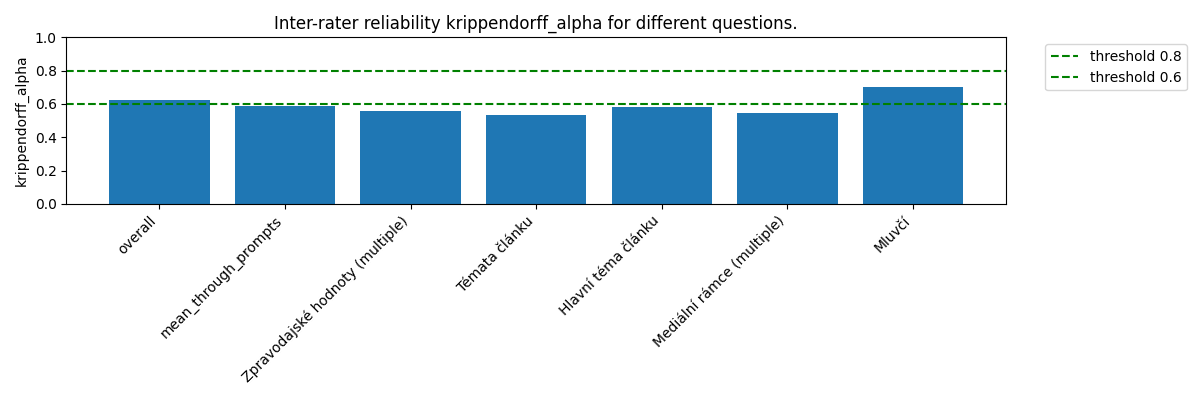 Inter-rater reliability krippendorff_alpha for different questions.
krippendorff_alpha
1.0
0.8
0.6
0.4
0.2
0.0
overall
mean_through_prompts
Zpravodajské hodnoty (multiple)
Témata článku
Hlavní téma článku
Mediální rámce (multiple)
Mluvčí
threshold 0.8
threshold 0.6